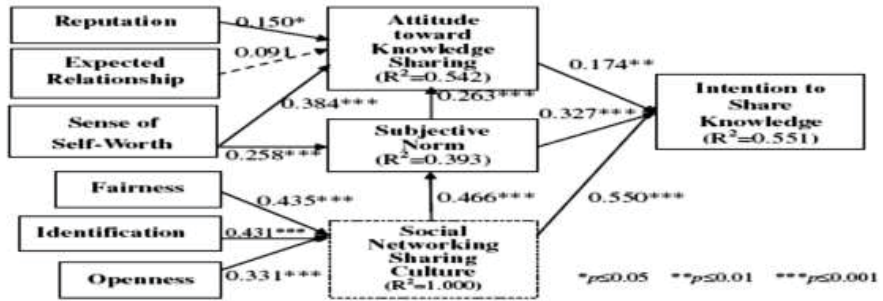 Reputation
0.150*
Attitude
toward
Knowledge
Sharing
(R²=0.542)
Expected
Relationship
0.091
0.174**
Intention to
Share
Knowledge
(R²=0.551)
Sense of
Self-Worth
0.384***
0.263***
0.327***
0.258***
Subjective
Norm
(R²=0.393)
Fairness
0.435***
0.466***
0.550***
Identification
0.431***
Social
Networking
Sharing
Culture
(R²=1.000)
Openness
0.331***
*p≤0.05 **p≤0.01 ***p≤0.001